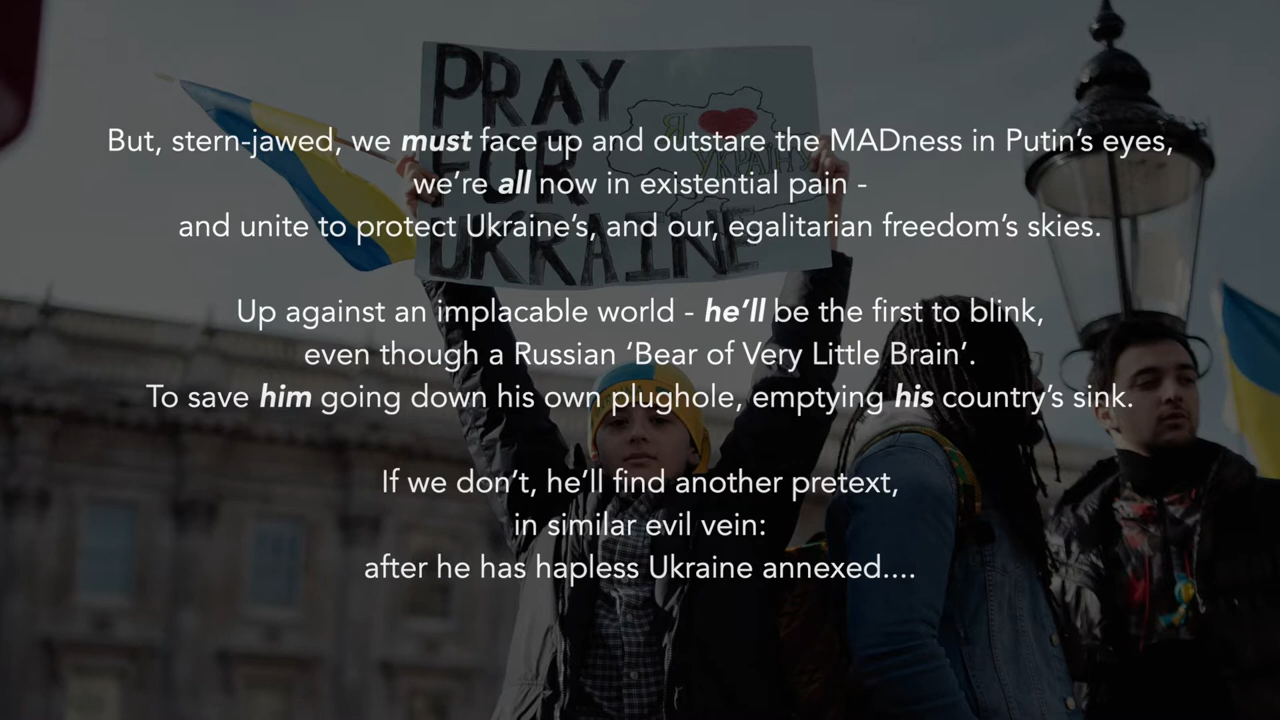 PRAY
FOR
UKRAINE
Я
УКРАЇНУ
But, stern-jawed, we must face up and outstare the MADness in Putin’s eyes,
we’re all now in existential pain -
and unite to protect Ukraine’s, and our, egalitarian freedom’s skies.
Up against an implacable world - he’ll be the first to blink,
even though a Russian ‘Bear of Very Little Brain’.
To save him going down his own plughole, emptying his country’s sink.
If we don’t, he’ll find another pretext,
in similar evil vein:
after he has hapless Ukraine annexed....